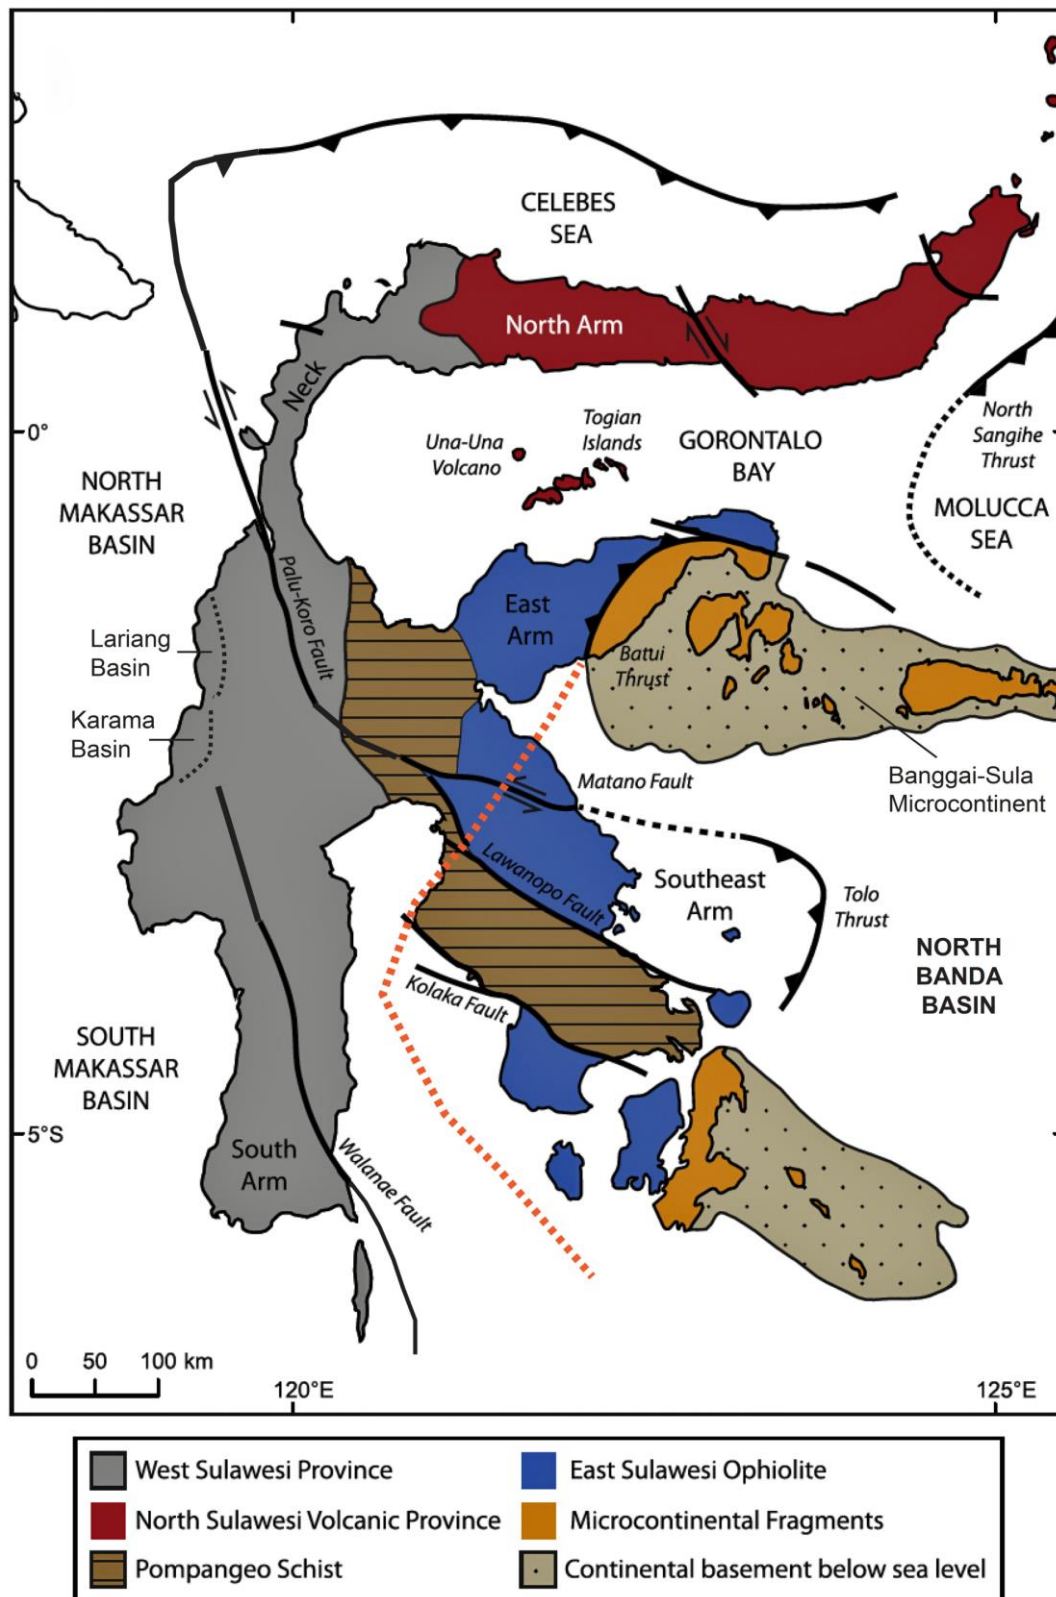 CELEBES
SEA
North Arm
Neck
0°
Una-Una
Volcano
Togian
Islands
GORONTALO
BAY
North
Sangihe
Thrust
MOLUCCA
SEA
NORTH
MAKASSAR
BASIN
Palu-Koro Fault
East
Arm
Batui
Thrust
Lariang
Basin
Karama
Basin
Matano Fault
Banggai-Sula
Microcontinent
Lawanopo Fault
Southeast
Arm
Tolo
Thrust
NORTH
BANDA
BASIN
Kolaka Fault
SOUTH
MAKASSAR
BASIN
5°S
South
Arm
Walanae Fault
0 50 100 km
120°E
125°E
West Sulawesi Province
East Sulawesi Ophiolite
North Sulawesi Volcanic Province
Microcontinental Fragments
Pompangeo Schist
Continental basement below sea level